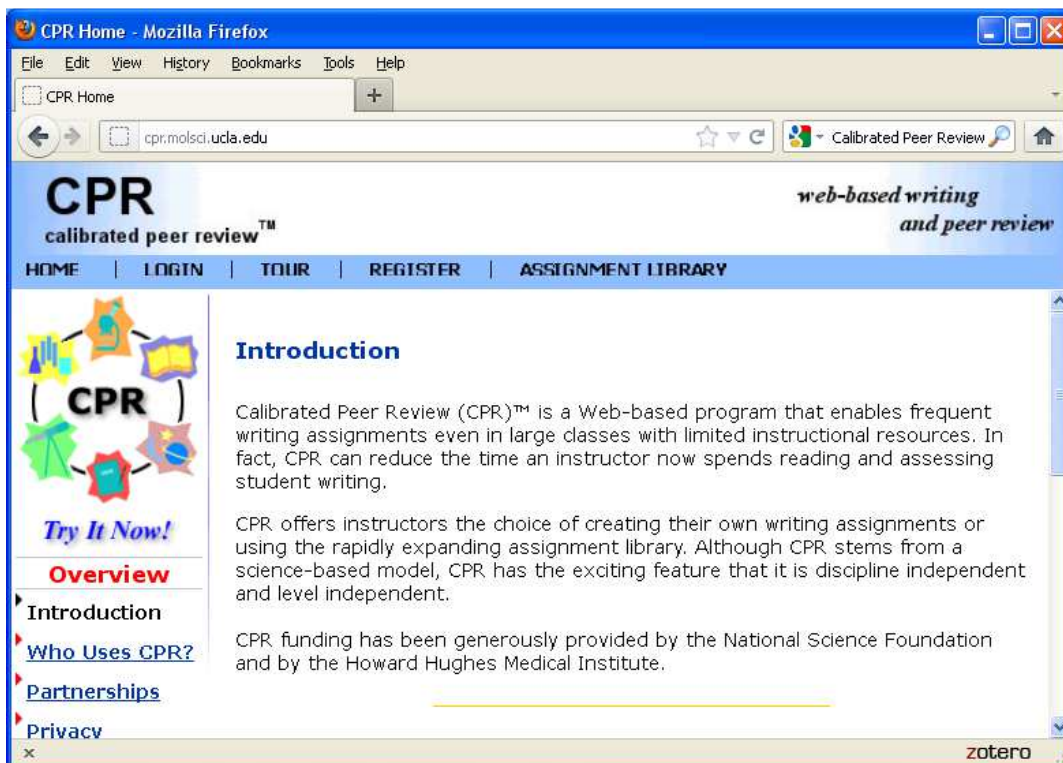 CPR Home - Mozilla Firefox
File Edit View History Bookmarks Tools Help
CPR Home
cpr.molsci.ucla.edu
Calibrated Peer Review
CPR
calibrated peer review™
web-based writing
and peer review
HOME | LOGIN | TOUR | REGISTER | ASSIGNMENT LIBRARY
CPR
Try It Now!
Overview
Introduction
Who Uses CPR?
Partnerships
Privacy
Introduction
Calibrated Peer Review (CPR)™ is a Web-based program that enables frequent
writing assignments even in large classes with limited instructional resources. In
fact, CPR can reduce the time an instructor now spends reading and assessing
student writing.
CPR offers instructors the choice of creating their own writing assignments or
using the rapidly expanding assignment library. Although CPR stems from a
science-based model, CPR has the exciting feature that it is discipline independent
and level independent.
CPR funding has been generously provided by the National Science Foundation
and by the Howard Hughes Medical Institute.
zotero